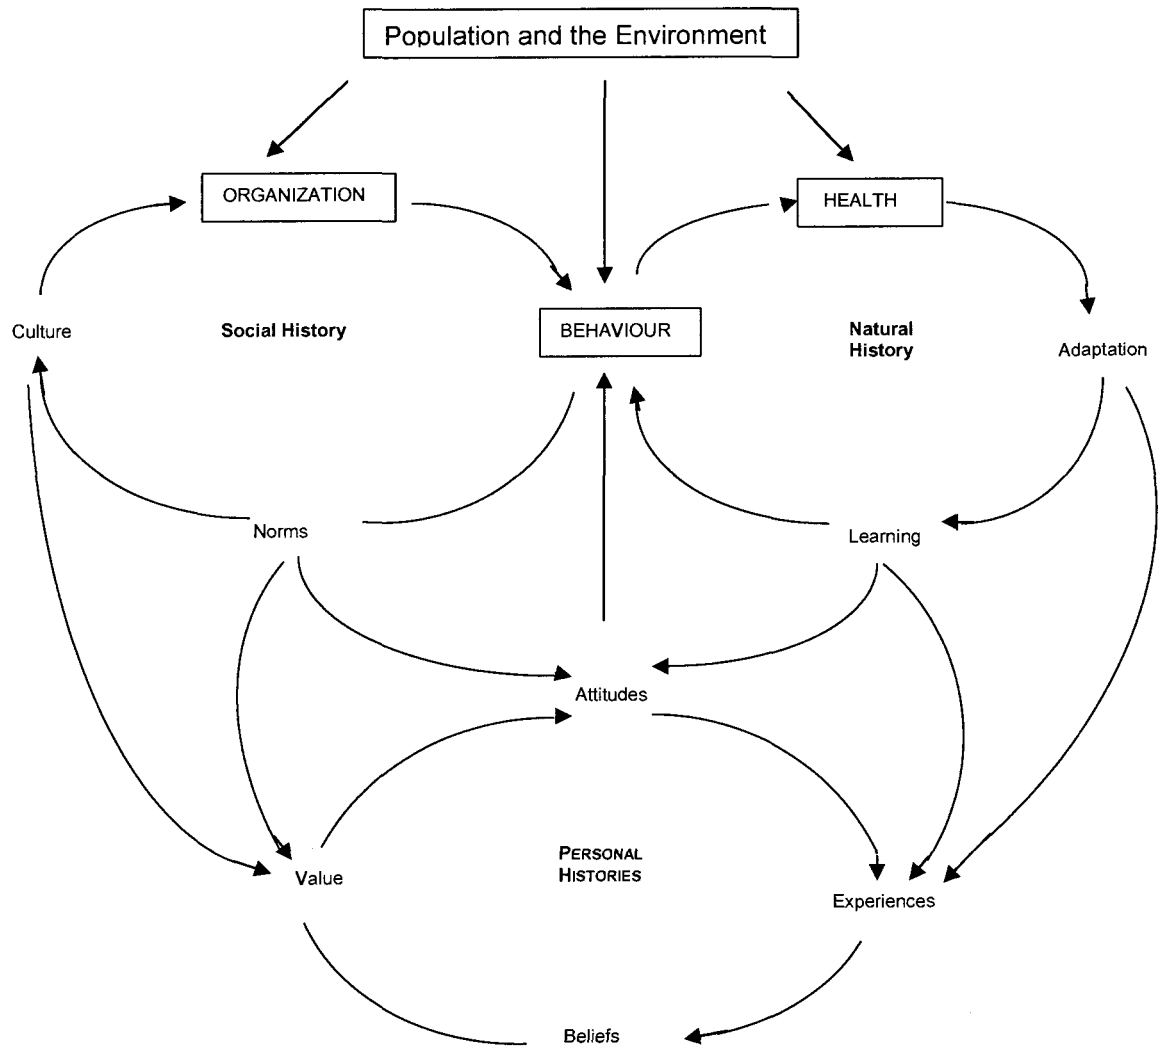 Population and the Environment
ORGANIZATION
HEALTH
Culture
Social History
BEHAVIOUR
Natural
History
Adaptation
Norms
Learning
Attitudes
PERSONAL
HISTORIES
Value
Experiences
Beliefs